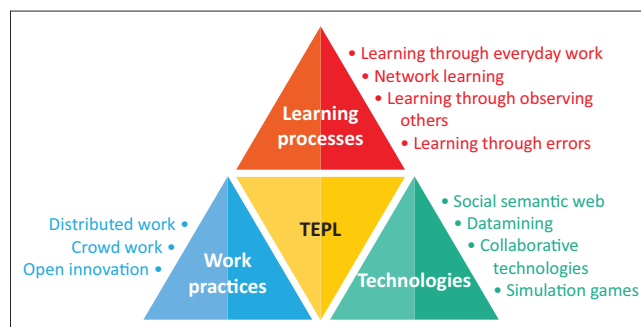 • Learning through everyday work
• Network learning
• Learning through observing
others
• Learning through errors
Learning
processes
Distributed work •
Crowd work •
Open innovation •
Work
practices
TEPL
• Social semantic web
• Datamining
• Collaborative
technologies
• Simulation games
Technologies